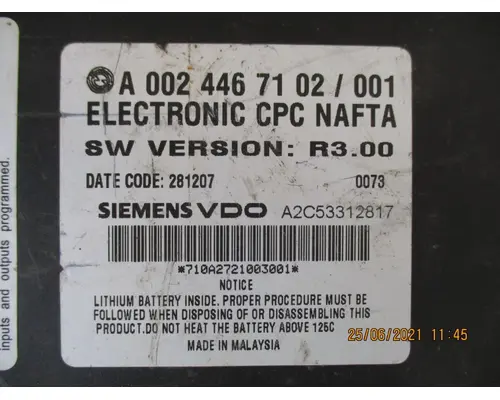 A 002 446 71 02 / 001
ELECTRONIC CPC NAFTA
SW VERSION: R3.00
DATE CODE: 281207 0073
SIEMENS VDO A2C53312817
*710A2721003001*
NOTICE
LITHIUM BATTERY INSIDE. PROPER PROCEDURE MUST BE
FOLLOWED WHEN DISPOSING OF OR DISASSEMBLING THIS
PRODUCT.DO NOT HEAT THE BATTERY ABOVE 125C
MADE IN MALAYSIA
inputs and outputs programmed.
25/06/2021 11:45